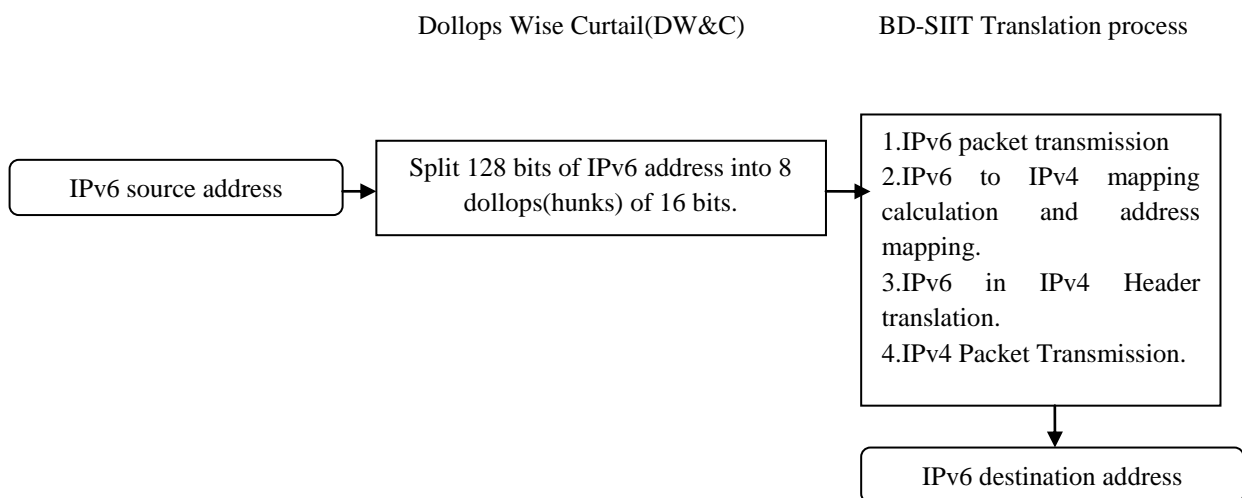 Dollops Wise Curtail(DW&C)
BD-SIIT Translation process
IPv6 source address
Split 128 bits of IPv6 address into 8
dollops(hunks) of 16 bits.
1.IPv6 packet transmission
2.IPv6 to IPv4 mapping
calculation and address
mapping.
3.IPv6 in IPv4 Header
translation.
4.IPv4 Packet Transmission.
IPv6 destination address